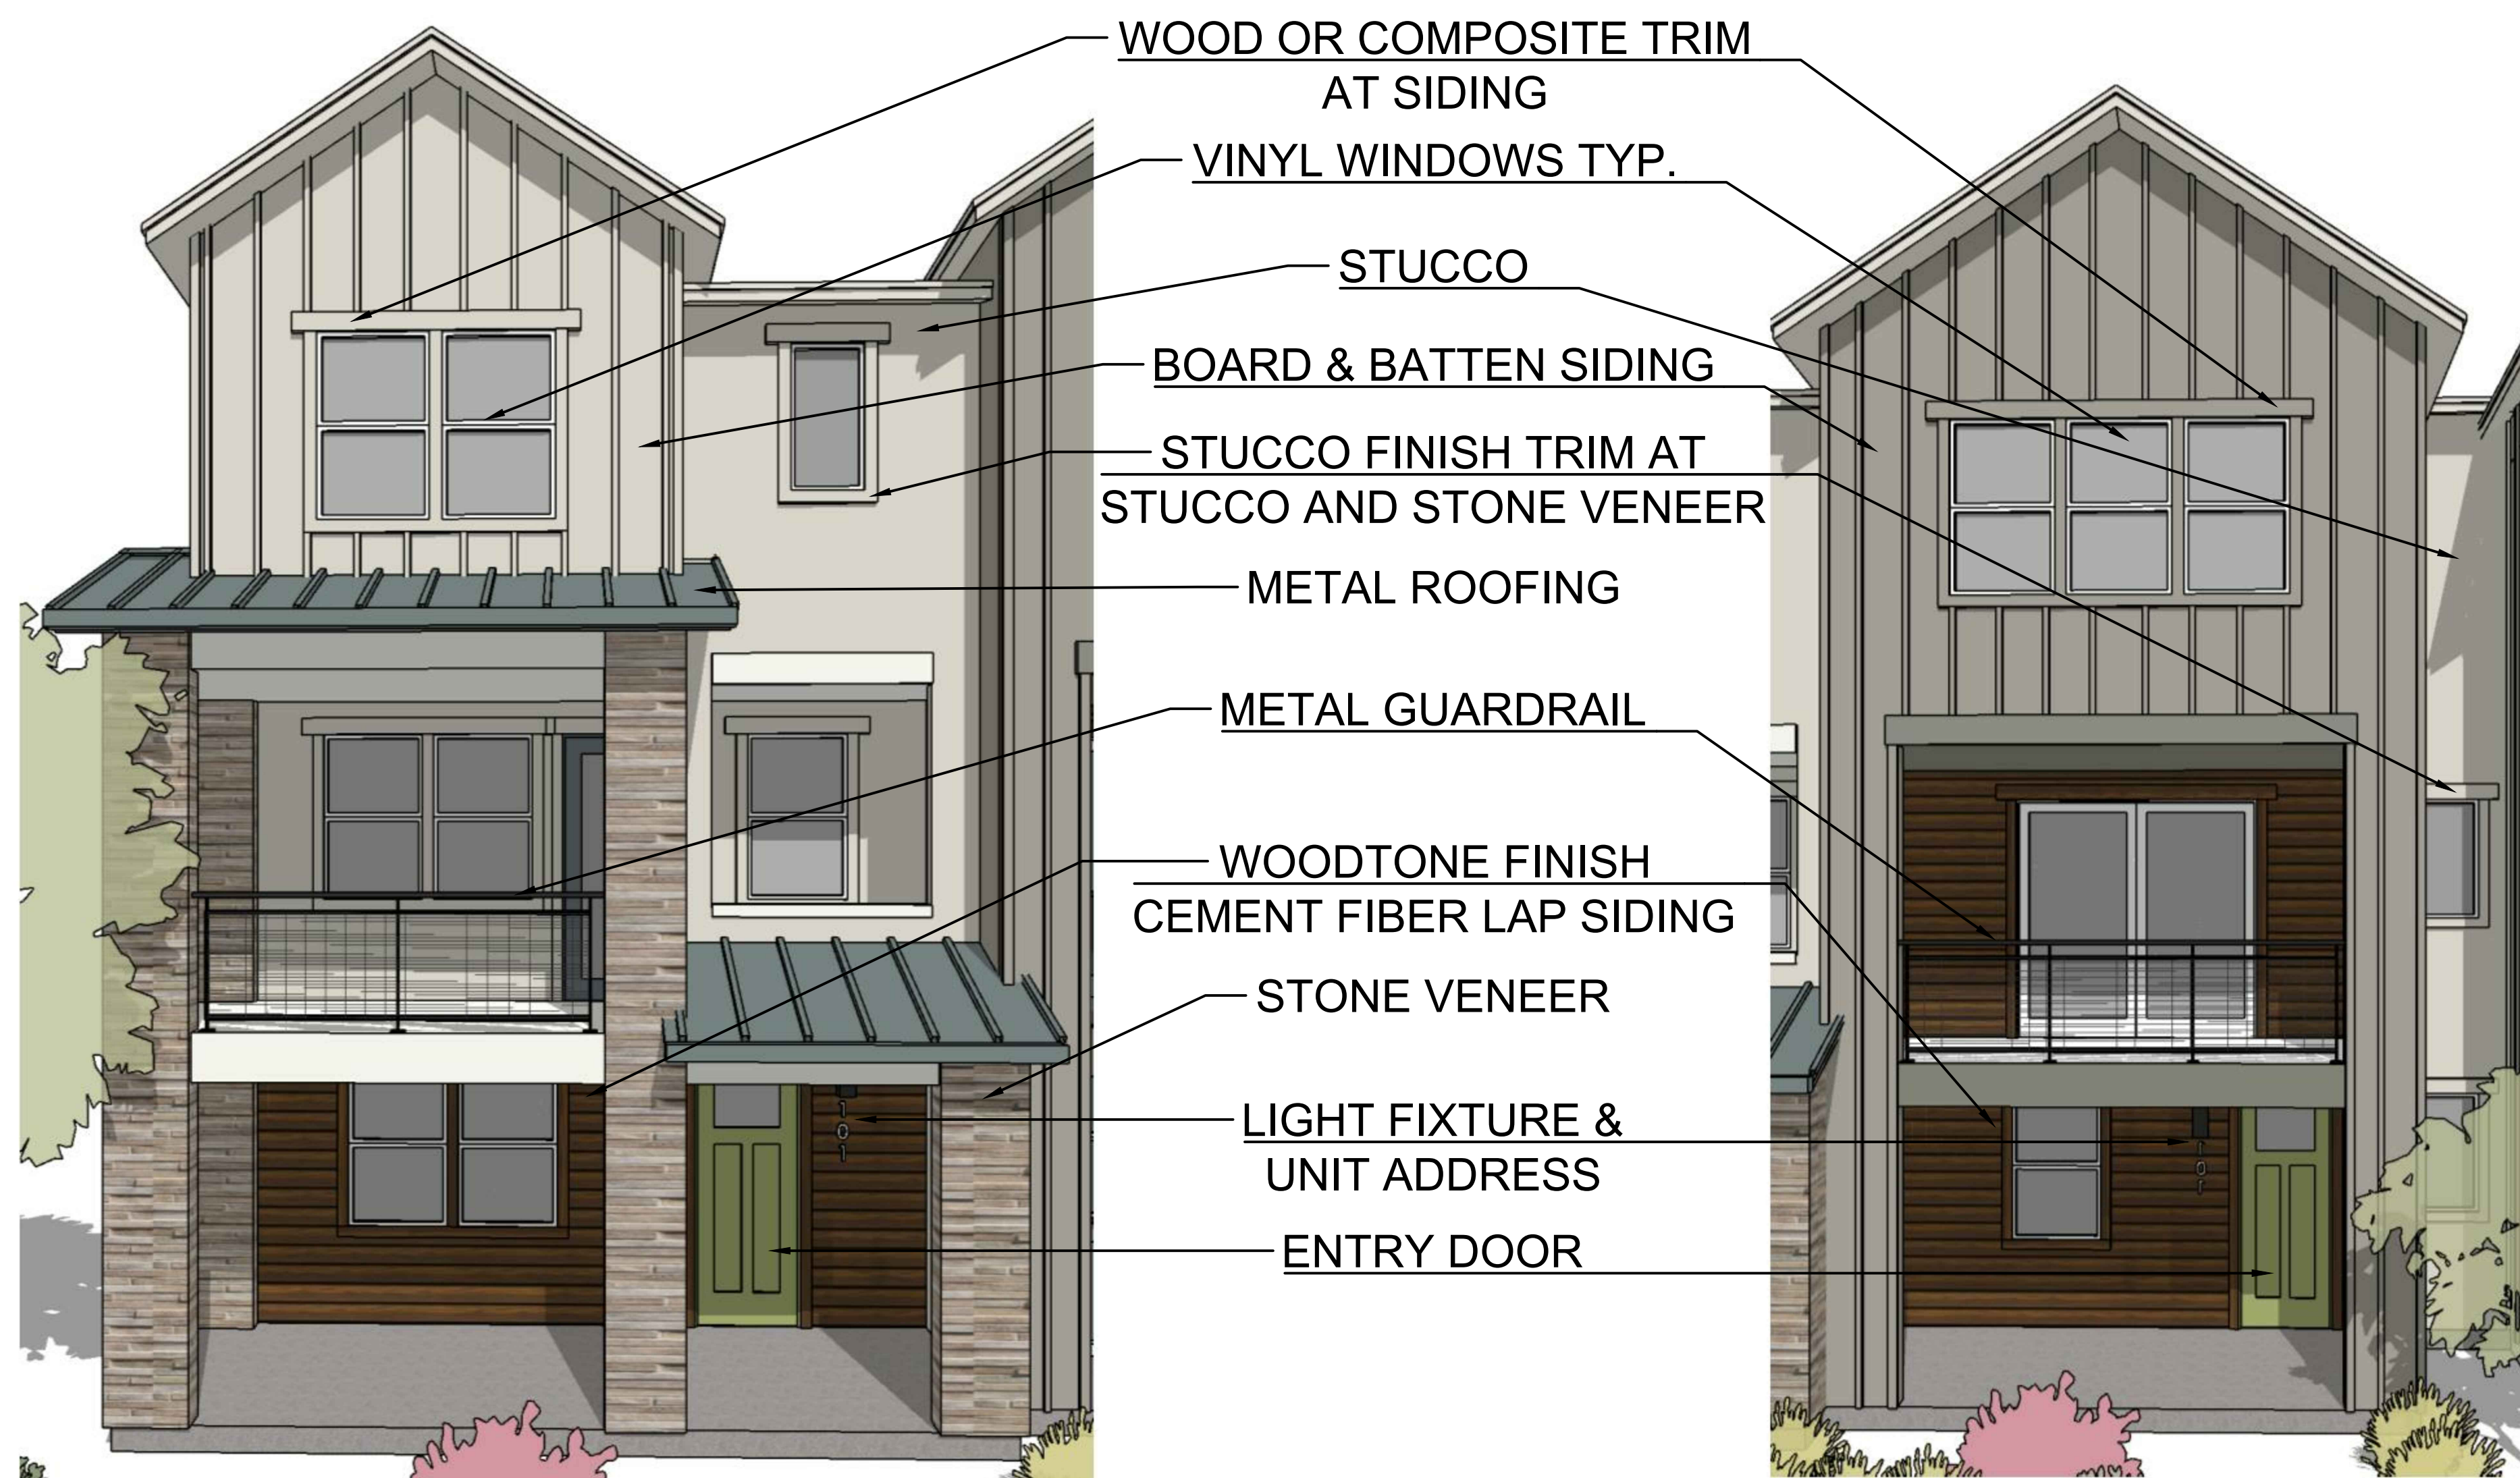 WOOD OR COMPOSITE TRIM
AT SIDING
VINYL WINDOWS TYP.
STUCCO
BOARD & BATTEN SIDING
STUCCO FINISH TRIM AT
STUCCO AND STONE VENEER
METAL ROOFING
METAL GUARDRAIL
WOODTONE FINISH
CEMENT FIBER LAP SIDING
STONE VENEER
LIGHT FIXTURE &
UNIT ADDRESS
ENTRY DOOR
101
101